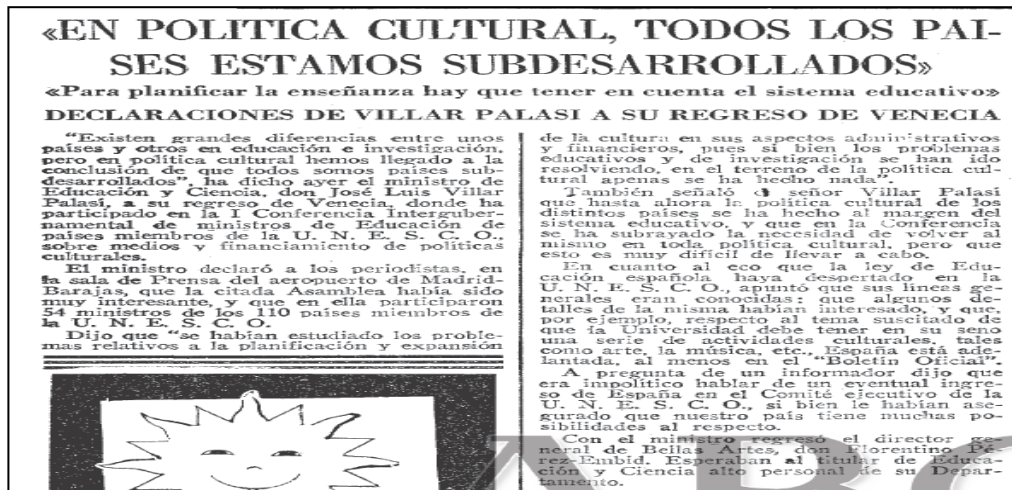 «EN POLITICA CULTURAL, TODOS LOS PAI-
SES ESTAMOS SUBDESARROLLADOS»
«Para planificar la enseñanza hay que tener en cuenta el sistema educativo»
DECLARACIONES DE VILLAR PALASI A SU REGRESO DE VENECIA
"Existen grandes diferencias entre unos
países y otros en educación e investigación,
pero en política cultural hemos llegado a la
conclusión de que todos somos países sub-
desarrollados", ha dicho ayer el ministro de
Educación y Ciencia, don José Luis Villar
Palasí, a su regreso de Venecia, donde ha
participado en la I Conferencia Interguber-
namental de ministros de Educación de
países miembros de la U. N. E. S. C. O.,
sobre medios y financiamiento de políticas
culturales.
El ministro declaró a los periodistas, en
la sala de Prensa del aeropuerto de Madrid-
Barajas, que la citada Asamblea había sido
muy interesante, y que en ella participaron
54 ministros de los 110 países miembros de
la U. N. E. S. C. O.
Dijo que "se habían estudiado los proble-
mas relativos a la planificación y expansión
de la cultura en sus aspectos administrativos
y financieros, pues si bien los problemas
educativos y de investigación se han ido
resolviendo, en el terreno de la política cul-
tural apenas se ha hecho nada".
También señaló el señor Villar Palasí
que hasta ahora la política cultural de los
distintos países se ha hecho al margen del
sistema educativo, y que en la Conferencia
se ha subrayado la necesidad de volver al
mismo en toda política cultural, pero que
esto es muy difícil de llevar a cabo.
En cuanto al eco que la ley de Edu-
cación española haya despertado en la
U. N. E. S. C. O., apuntó que sus líneas ge-
nerales eran conocidas; que algunos de-
talles de la misma habían interesado, y que,
por ejemplo, respecto al tema suscitado de
que la Universidad debe tener en su seno
una serie de actividades culturales, tales
como arte, la música, etc., España está ade-
lantada, al menos en el "Boletín Oficial".
A pregunta de un informador dijo que
era impolítico hablar de un eventual ingre-
so de España en el Comité ejecutivo de la
U. N. E. S. C. O., si bien le habían ase-
gurado que nuestro país tiene muchas po-
sibilidades al respecto.
Con el ministro regresó el director ge-
neral de Bellas Artes, don Florentino Pé-
rez-Embid. Esperaban al titular de Educa-
ción y Ciencia alto personal de su Depar-
tamento.
ABC